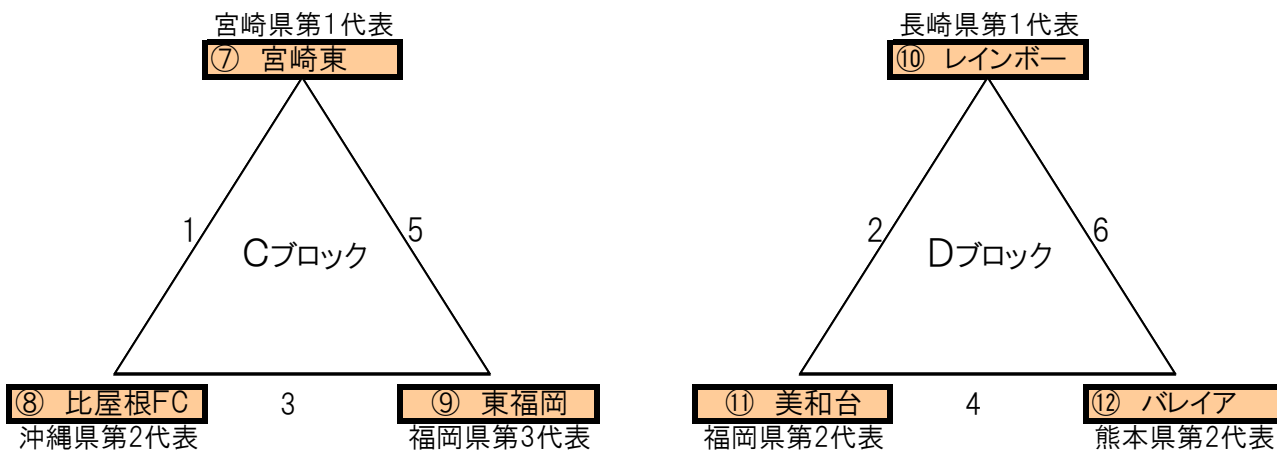 宮崎県第1代表
⑦ 宮崎東
1
5
Cブロック
⑧ 比屋根FC
3
⑨ 東福岡
沖縄県第2代表
福岡県第3代表
長崎県第1代表
⑩ レインボー
2
6
Dブロック
⑪ 美和台
4
⑫ バレイア
福岡県第2代表
熊本県第2代表